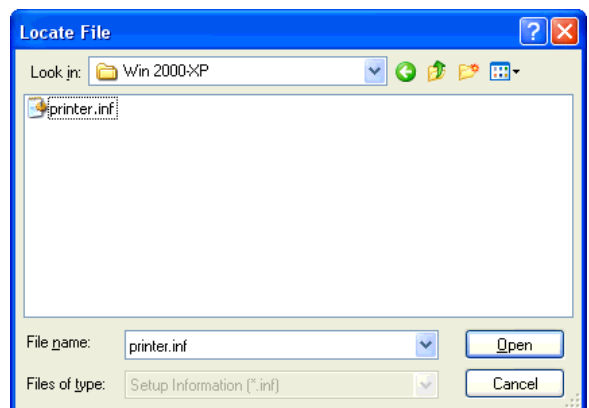 Locate File
?
Look in: Win 2000-XP
printer.inf
File name: printer.inf Open
Files of type: Setup Information (*.inf) Cancel